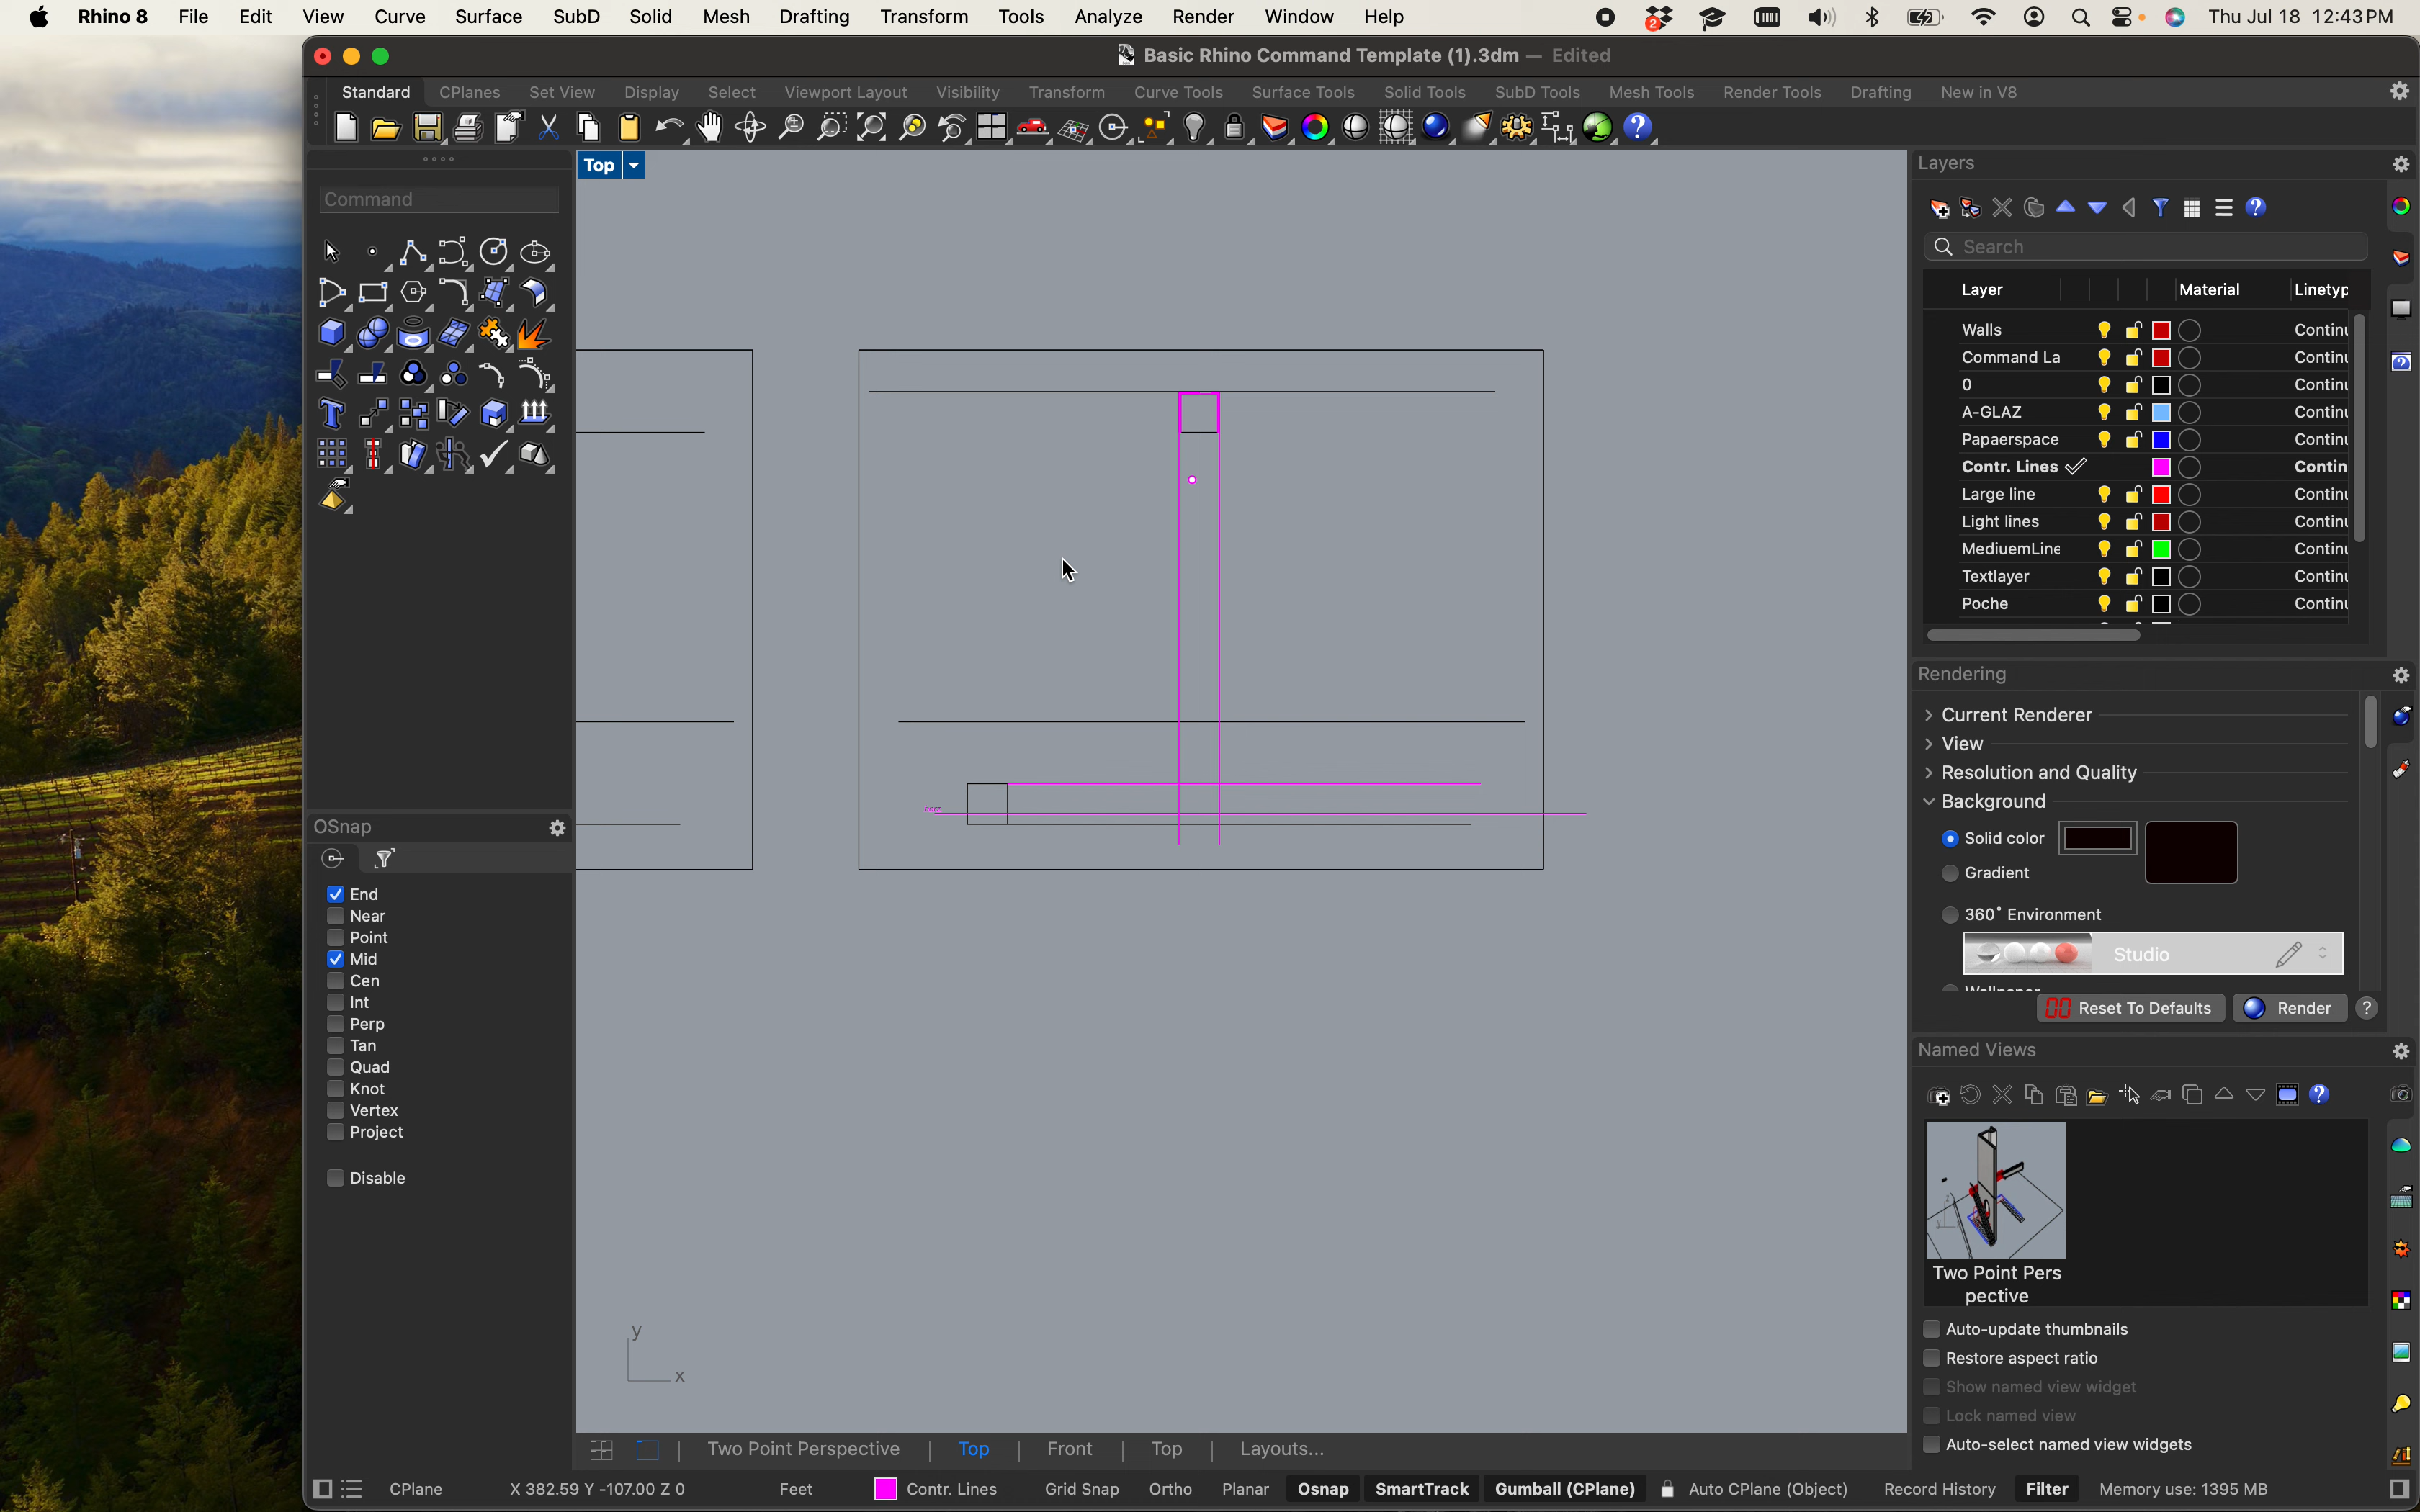 Rhino 8 File Edit View Curve Surface SubD Solid Mesh Drafting Transform Tools Analyze Render Window Help
2
Thu Jul 18 12:43 PM
Basic Rhino Command Template (1).3dm — Edited
Standard CPlanes Set View Display Select Viewport Layout Visibility Transform Curve Tools Surface Tools Solid Tools SubD Tools Mesh Tools Render Tools Drafting New in V8
Command
Top
horz
y
x
OSnap
End
Near
Point
Mid
Cen
Int
Perp
Tan
Quad
Knot
Vertex
Project
Disable
Layers
Search
Layer Material Linetyp
Walls Continu
Command La Continu
0 Continu
A-GLAZ Continu
Papaerspace Continu
Contr. Lines Contin
Large line Continu
Light lines Continu
MediuemLine Continu
Textlayer Continu
Poche Continu
Rendering
Current Renderer
View
Resolution and Quality
Background
Solid color
Gradient
360° Environment
Studio
Reset To Defaults Render ?
Named Views
Two Point Pers
pective
Auto-update thumbnails
Restore aspect ratio
Show named view widget
Lock named view
Auto-select named view widgets
Two Point Perspective | Top | Front | Top | Layouts...
CPlane X 382.59 Y -107.00 Z 0 Feet Contr. Lines Grid Snap Ortho Planar Osnap SmartTrack Gumball (CPlane) Auto CPlane (Object) Record History Filter Memory use: 1395 MB